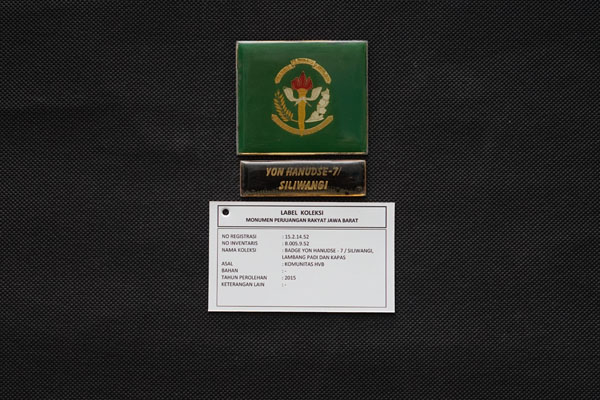 YON HANUDSE-7/
SILIWANGI
LABEL KOLEKSI
MONUMEN PERJUANGAN RAKYAT JAWA BARAT
NO REGISTRASI : 15.2.14.52
NO INVENTARIS : B.005.9.52
NAMA KOLEKSI : BADGE YON HANUDSE - 7 / SILIWANGI,
LAMBANG PADI DAN KAPAS
ASAL : KOMUNITAS HVB
BAHAN : -
TAHUN PEROLEHAN : 2015
KETERANGAN LAIN : -